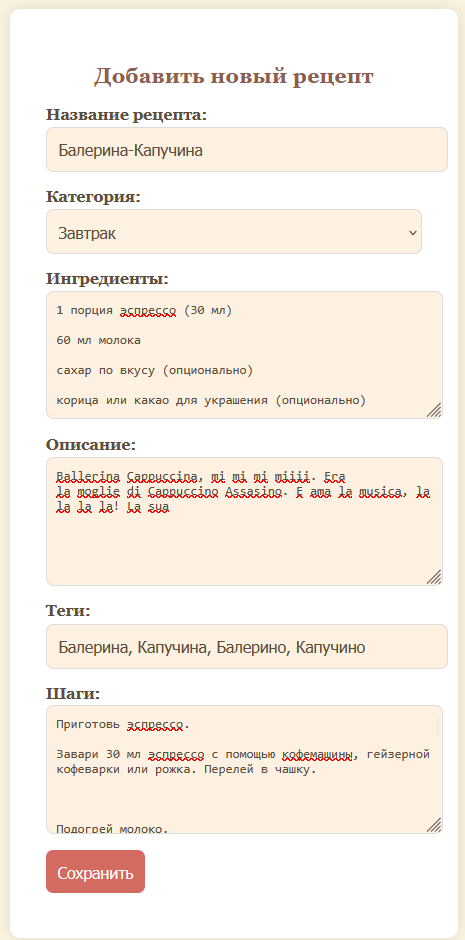 Добавить новый рецепт
Название рецепта:
Балерина-Капучина
Категория:
Завтрак
Ингредиенты:
1 порция эспрессо (30 мл)
60 мл молока
сахар по вкусу (опционально)
корица или какао для украшения (опционально)
Описание:
Ballerina Cappuccina, mi mi mi miiii. Era
la moglie di Cappuccino Assasino. E ama la musica, la
la la la! La sua
Теги:
Балерина, Капучина, Балерино, Капучино
Шаги:
Приготовь эспрессо.
Завари 30 мл эспрессо с помощью кофемашины, гейзерной
кофеварки или рожка. Перелей в чашку.
Подогрей молоко.
Сохранить